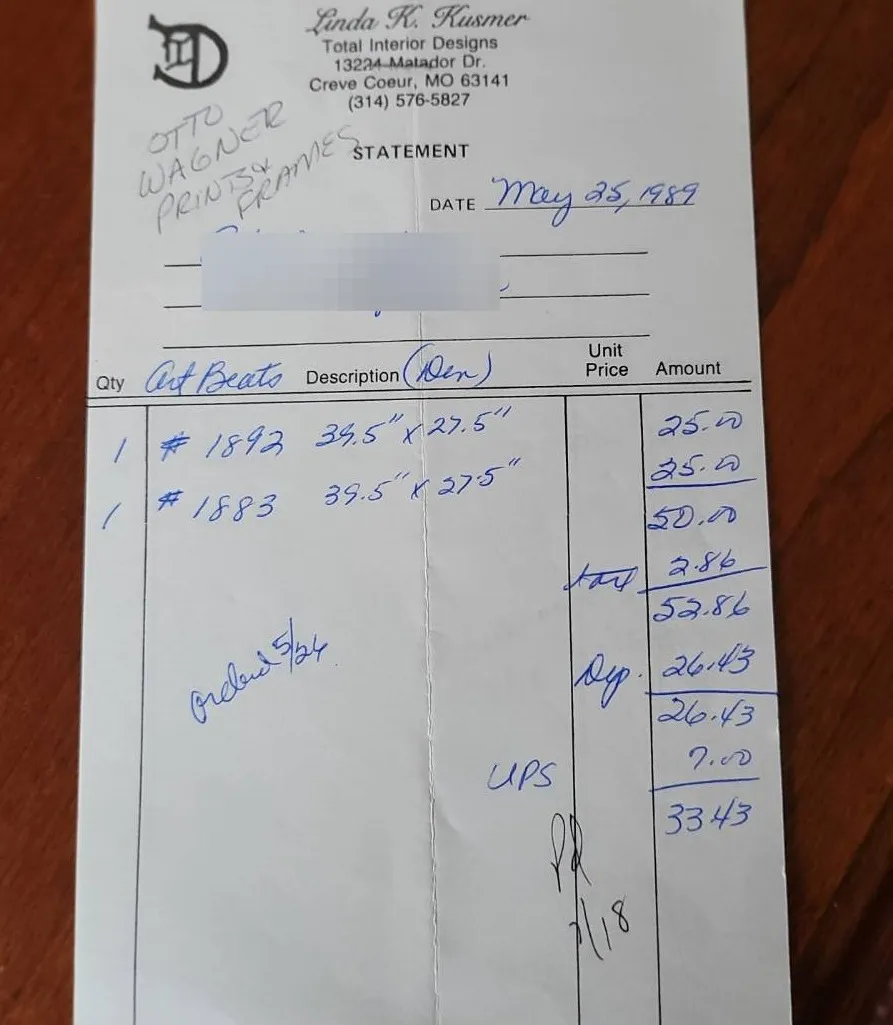 Linda K. Kusmer
Total Interior Designs
13224 Matador Dr.
Creve Coeur, MO 63141
(314) 576-5827
OTTO
WAGNER
PRINTS &
FRAMES
STATEMENT
DATE May 25, 1989
Qty Art Beats Description (Den) Unit Price Amount
1 # 1892 39.5" x 27.5" 25.00
1 # 1883 39.5" x 27.5" 25.00
50.00
tax 2.86
52.86
ordered 5/26
Dep. 26.43
26.43
UPS 7.00
33.43
PD
/18